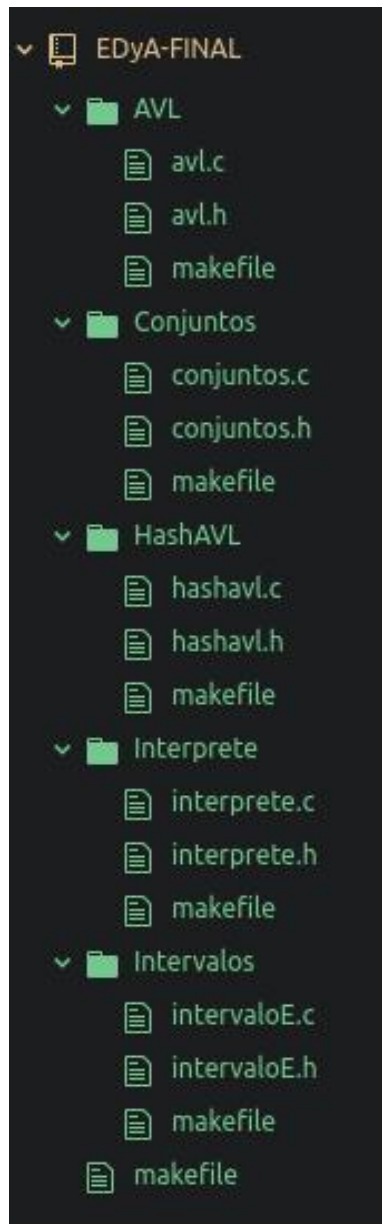 EDyA-FINAL
AVL
avl.c
avl.h
makefile
Conjuntos
conjuntos.c
conjuntos.h
makefile
HashAVL
hashavl.c
hashavl.h
makefile
Interprete
interprete.c
interprete.h
makefile
Intervalos
intervaloE.c
intervaloE.h
makefile
makefile